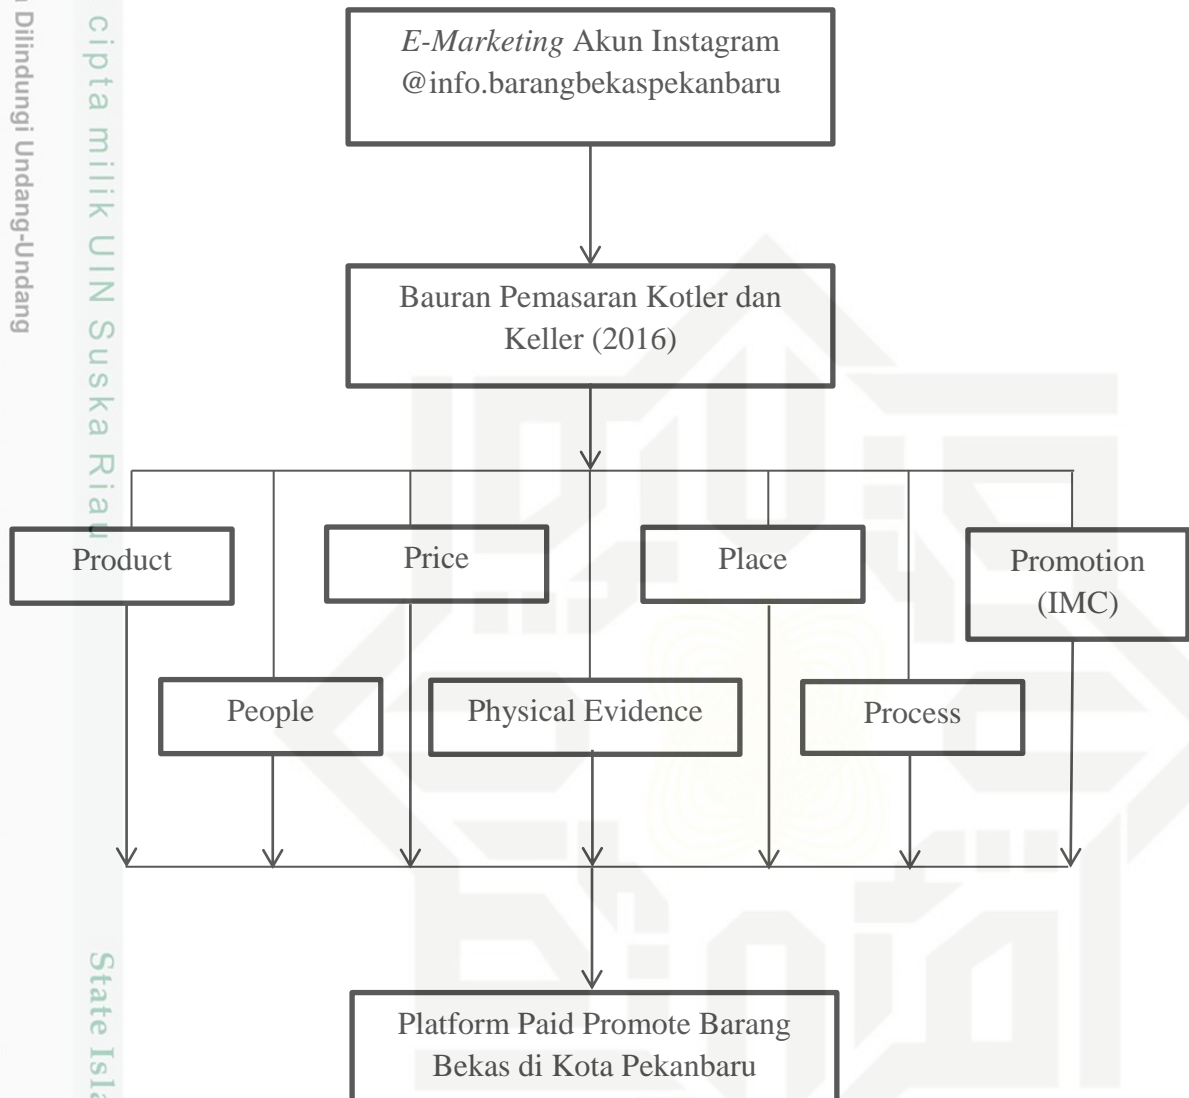 E-Marketing Akun Instagram
@info.barangbekaspekanbaru
Bauran Pemasaran Kotler dan
Keller (2016)
Product
Price
Place
Promotion
(IMC)
People
Physical Evidence
Process
Platform Paid Promote Barang
Bekas di Kota Pekanbaru
cipta milik UIN Suska Riau
Dilindungi Undang-Undang
State